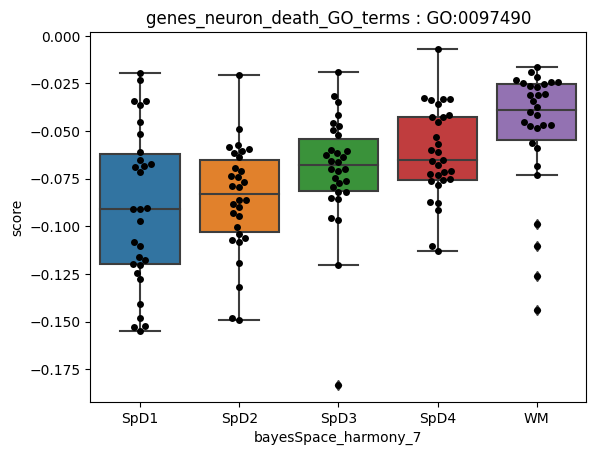 genes_neuron_death_GO_terms : GO:0097490
0.000
−0.025
−0.050
−0.075
−0.100
−0.125
−0.150
−0.175
score
SpD1 SpD2 SpD3 SpD4 WM
bayesSpace_harmony_7